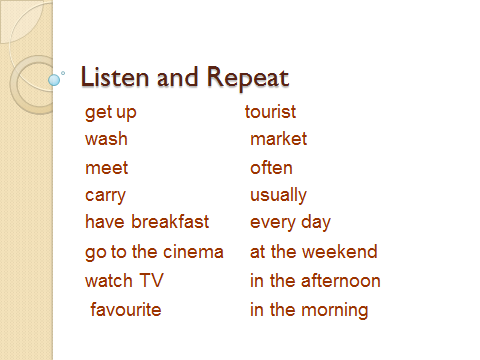 Listen and Repeat
get up tourist
wash market
meet often
carry usually
have breakfast every day
go to the cinema at the weekend
watch TV in the afternoon
favourite in the morning